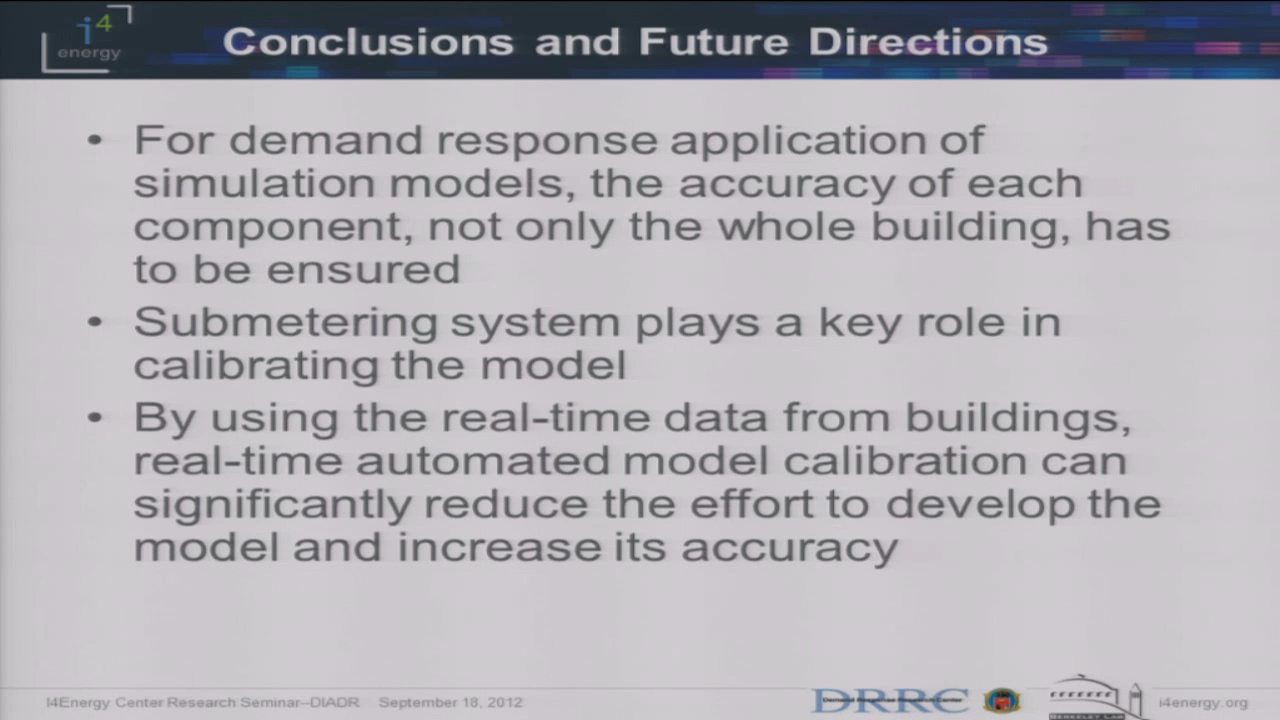 i4
energy
Conclusions and Future Directions
• For demand response application of
simulation models, the accuracy of each
component, not only the whole building, has
to be ensured
• Submetering system plays a key role in
calibrating the model
• By using the real-time data from buildings,
real-time automated model calibration can
significantly reduce the effort to develop the
model and increase its accuracy
I4Energy Center Research Seminar–DIADR September 18, 2012
DRRC
BERKELEY LAB
i4energy.org